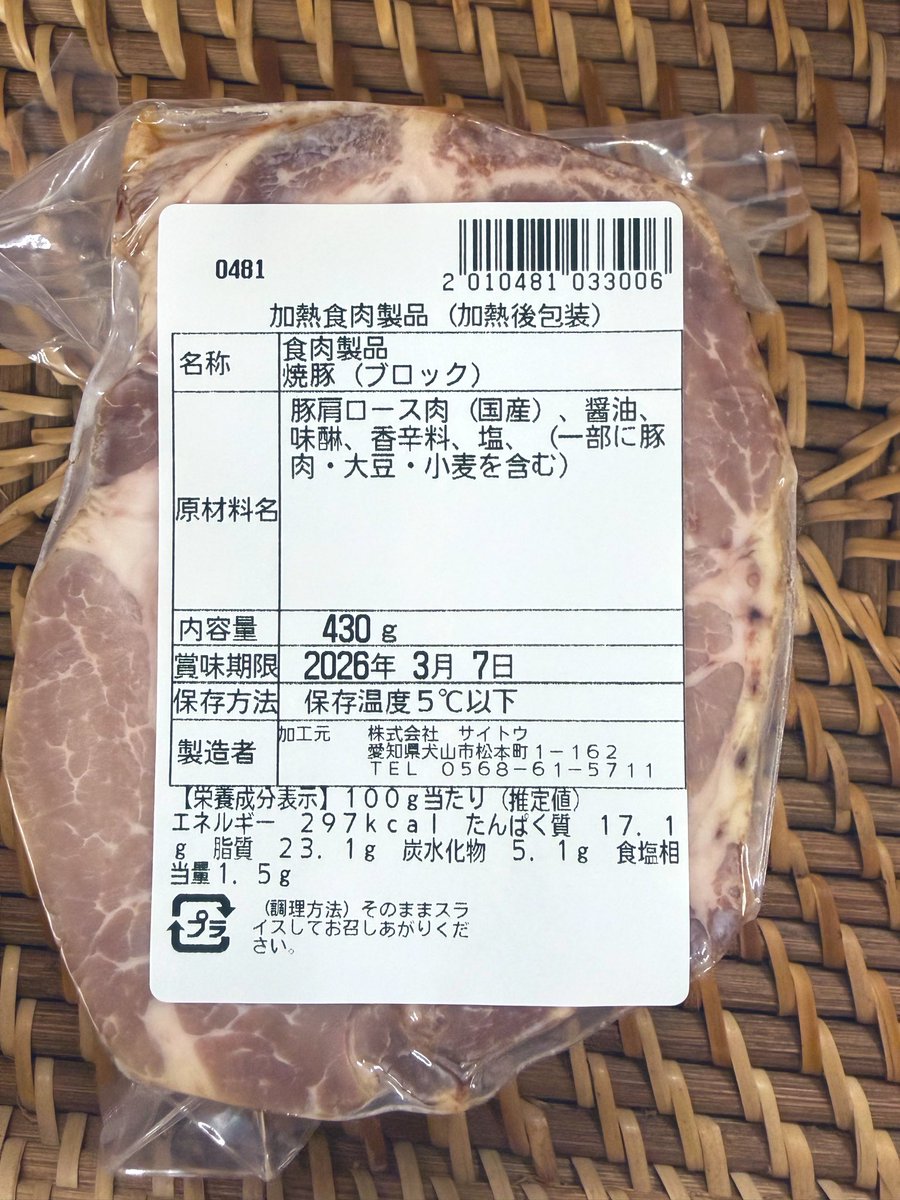 0481
2 010481 033006
加熱食肉製品（加熱後包装）
名称
食肉製品
焼豚（ブロック）
原材料名
豚肩ロース肉（国産）、醤油、
味醂、香辛料、塩、（一部に豚
肉・大豆・小麦を含む）
内容量 430g
賞味期限 2026年 3月 7日
保存方法 保存温度5℃以下
製造者
加工元 株式会社 サイトウ
愛知県犬山市松本町1－162
TEL 0568－61－5711
【栄養成分表示】100g当たり（推定値）
エネルギー 297kcal たんぱく質 17.1
g 脂質 23.1g 炭水化物 5.1g 食塩相
当量1.5g
プラ
（調理方法）そのままスラ
イスしてお召しあがりくだ
さい。